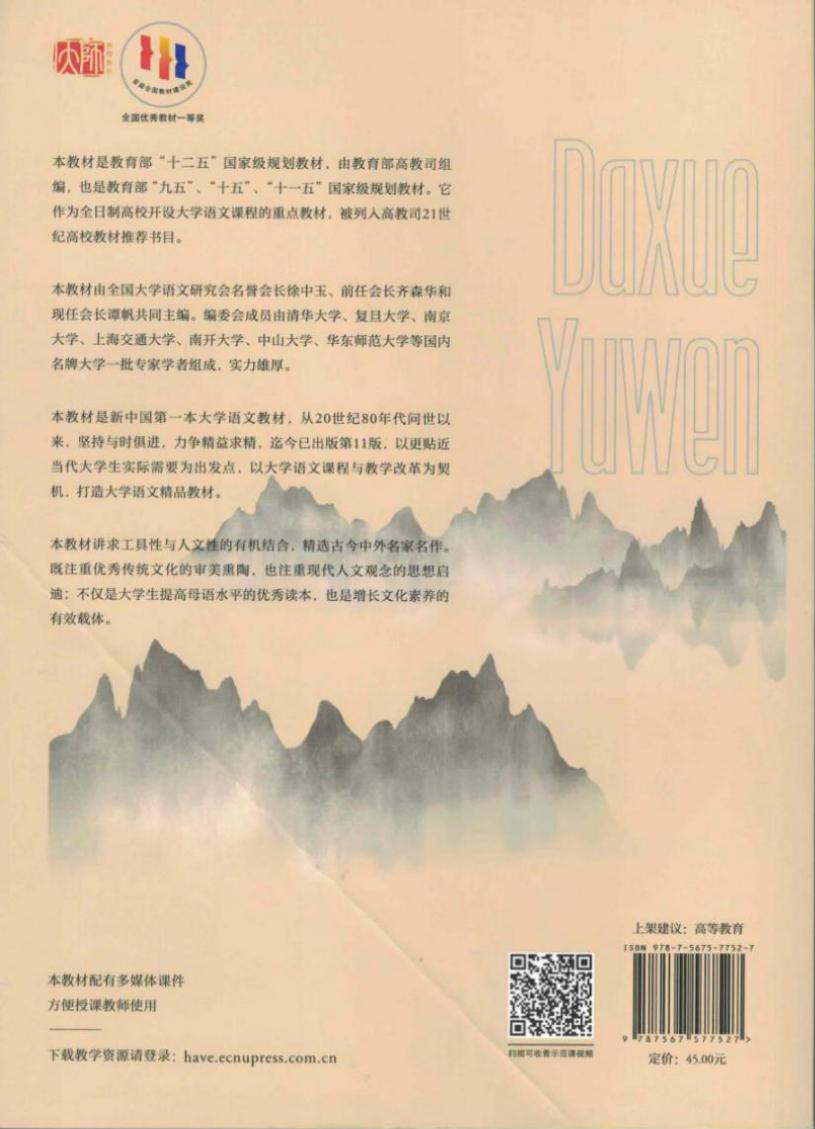 大师
首届全国教材建设奖
全国优秀教材一等奖
本教材是教育部“十二五”国家级规划教材，由教育部高教司组
编，也是教育部“九五”、“十五”、“十一五”国家级规划教材。它
作为全日制高校开设大学语文课程的重点教材，被列入高教司21世
纪高校教材推荐书目。
Daxue
Yuwen
本教材由全国大学语文研究会名誉会长徐中玉、前任会长齐森华和
现任会长谭帆共同主编。编委会成员由清华大学、复旦大学、南京
大学、上海交通大学、南开大学、中山大学、华东师范大学等国内
名牌大学一批专家学者组成，实力雄厚。
本教材是新中国第一本大学语文教材，从20世纪80年代问世以
来，坚持与时俱进，力争精益求精，迄今已出版第11版，以更贴近
当代大学生实际需要为出发点，以大学语文课程与教学改革为契
机，打造大学语文精品教材。
本教材讲求工具性与人文性的有机结合，精选古今中外名家名作。
既注重优秀传统文化的审美熏陶，也注重现代人文观念的思想启
迪；不仅是大学生提高母语水平的优秀读本，也是增长文化素养的
有效载体。
本教材配有多媒体课件
方便授课教师使用
下载教学资源请登录：have.ecnupress.com.cn
扫描可收看示范课视频
上架建议：高等教育
ISBN 978-7-5675-7752-7
9 787567 577527 >
定价：45.00元